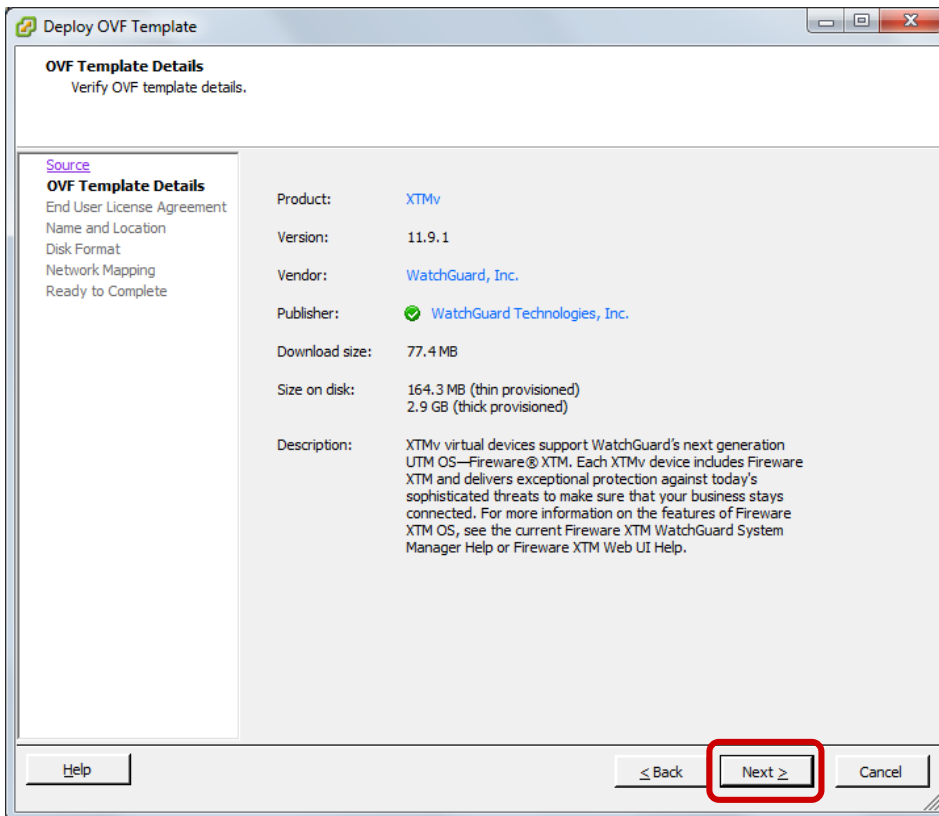 Deploy OVF Template
OVF Template Details
Verify OVF template details.
Source
OVF Template Details
End User License Agreement
Name and Location
Disk Format
Network Mapping
Ready to Complete
Product: XTMv
Version: 11.9.1
Vendor: WatchGuard, Inc.
Publisher: WatchGuard Technologies, Inc.
Download size: 77.4 MB
Size on disk: 164.3 MB (thin provisioned)
2.9 GB (thick provisioned)
Description: XTMv virtual devices support WatchGuard's next generation
UTM OS—Fireware® XTM. Each XTMv device includes Fireware
XTM and delivers exceptional protection against today's
sophisticated threats to make sure that your business stays
connected. For more information on the features of Fireware
XTM OS, see the current Fireware XTM WatchGuard System
Manager Help or Fireware XTM Web UI Help.
Help
≤ Back
Next ≥
Cancel